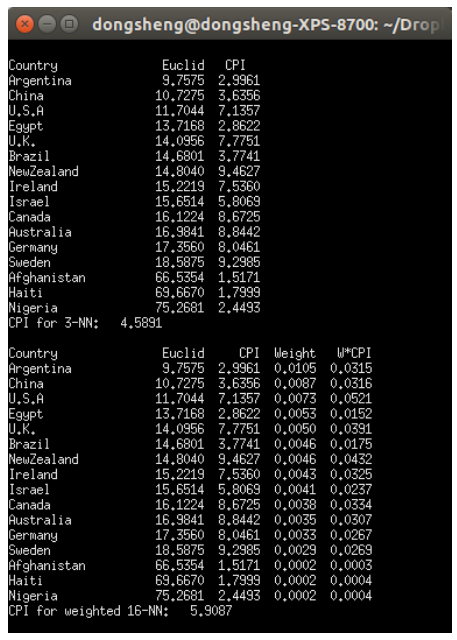 dongsheng@dongsheng-XPS-8700: ~/Drop
Country Euclid CPI
Argentina 9.7575 2.9961
China 10.7275 3.6356
U.S.A 11.7044 7.1357
Egypt 13.7168 2.8622
U.K. 14.0956 7.7751
Brazil 14.6801 3.7741
NewZealand 14.8040 9.4627
Ireland 15.2219 7.5360
Israel 15.6514 5.8069
Canada 16.1224 8.6725
Australia 16.9841 8.8442
Germany 17.3560 8.0461
Sweden 18.5875 9.2985
Afghanistan 66.5354 1.5171
Haiti 69.6670 1.7999
Nigeria 75.2681 2.4493
CPI for 3-NN: 4.5891
Country Euclid CPI Weight W*CPI
Argentina 9.7575 2.9961 0.0105 0.0315
China 10.7275 3.6356 0.0087 0.0316
U.S.A 11.7044 7.1357 0.0073 0.0521
Egypt 13.7168 2.8622 0.0053 0.0152
U.K. 14.0956 7.7751 0.0050 0.0391
Brazil 14.6801 3.7741 0.0046 0.0175
NewZealand 14.8040 9.4627 0.0046 0.0432
Ireland 15.2219 7.5360 0.0043 0.0325
Israel 15.6514 5.8069 0.0041 0.0237
Canada 16.1224 8.6725 0.0038 0.0334
Australia 16.9841 8.8442 0.0035 0.0307
Germany 17.3560 8.0461 0.0033 0.0267
Sweden 18.5875 9.2985 0.0029 0.0269
Afghanistan 66.5354 1.5171 0.0002 0.0003
Haiti 69.6670 1.7999 0.0002 0.0004
Nigeria 75.2681 2.4493 0.0002 0.0004
CPI for weighted 16-NN: 5.9087